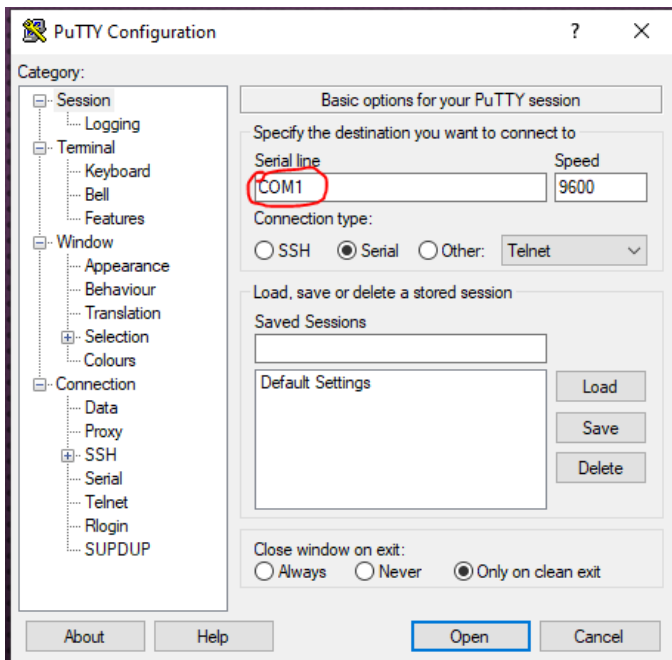 PuTTY Configuration
?
Category:
Session
Logging
Terminal
Keyboard
Bell
Features
Window
Appearance
Behaviour
Translation
Selection
Colours
Connection
Data
Proxy
SSH
Serial
Telnet
Rlogin
SUPDUP
Basic options for your PuTTY session
Specify the destination you want to connect to
Serial line Speed
COM1 9600
Connection type:
SSH Serial Other: Telnet
Load, save or delete a stored session
Saved Sessions
Default Settings
Load
Save
Delete
Close window on exit:
Always Never Only on clean exit
About Help Open Cancel